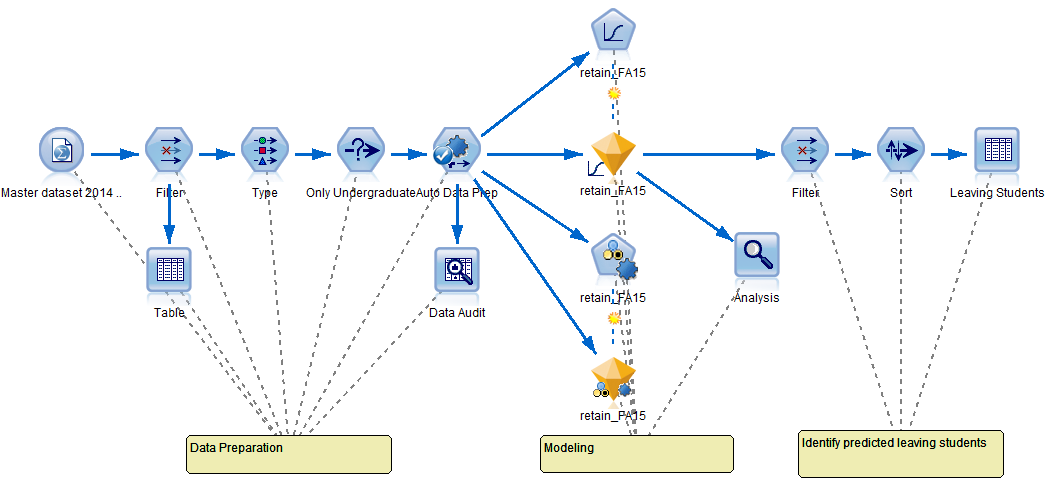 retain_FA15
Master dataset 2014 ..
Filter
Type
Only Undergraduate
Auto Data Prep
retain_FA15
Filter
Sort
Leaving Students
Table
Data Audit
retain_FA15
Analysis
retain_FA15
Data Preparation
Modeling
Identify predicted leaving students